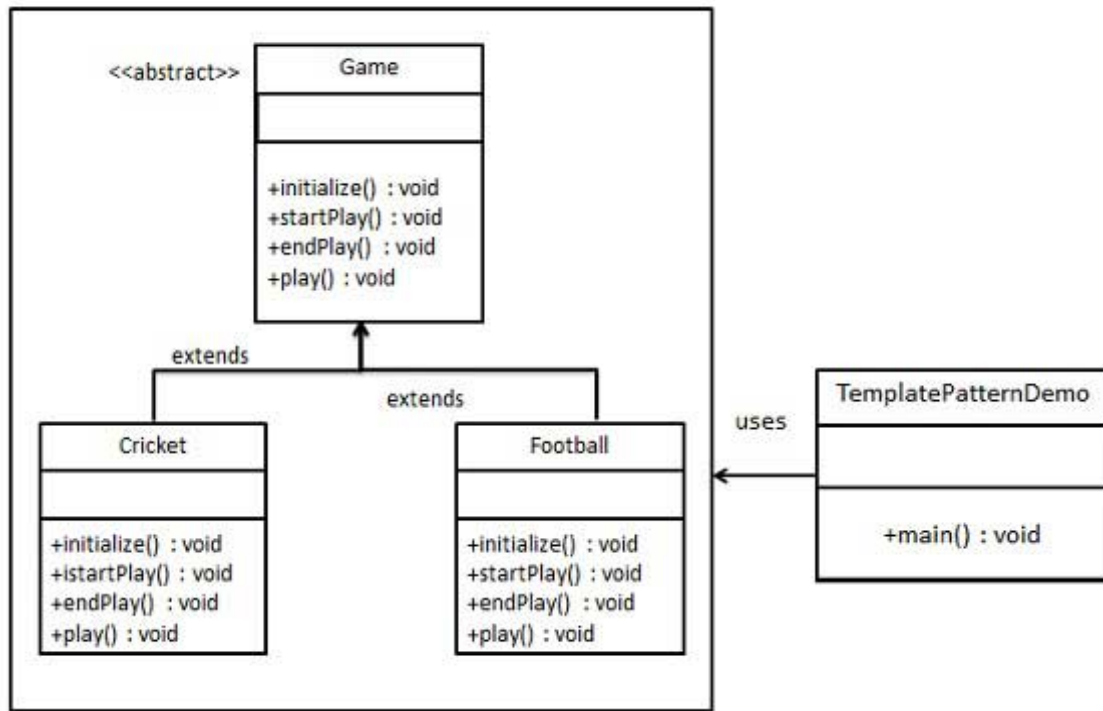 <<abstract>>
Game
+initialize() : void
+startPlay() : void
+endPlay() : void
+play() : void
extends
extends
Cricket
+initialize() : void
+istartPlay() : void
+endPlay() : void
+play() : void
Football
+initialize() : void
+startPlay() : void
+endPlay() : void
+play() : void
uses
TemplatePatternDemo
+main() : void